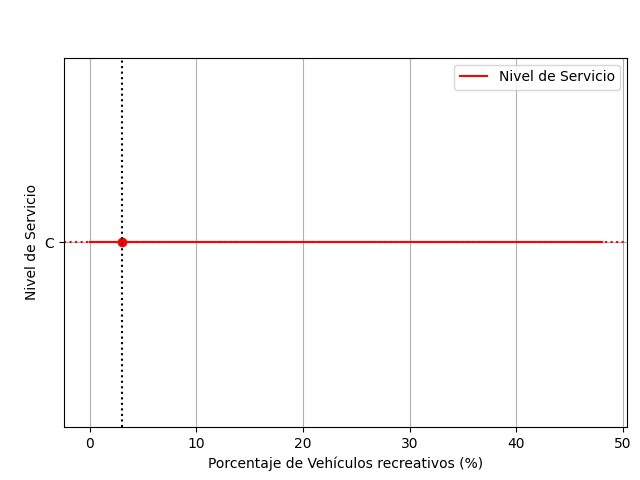 Nivel de Servicio
Nivel de Servicio
C
0 10 20 30 40 50
Porcentaje de Vehículos recreativos (%)